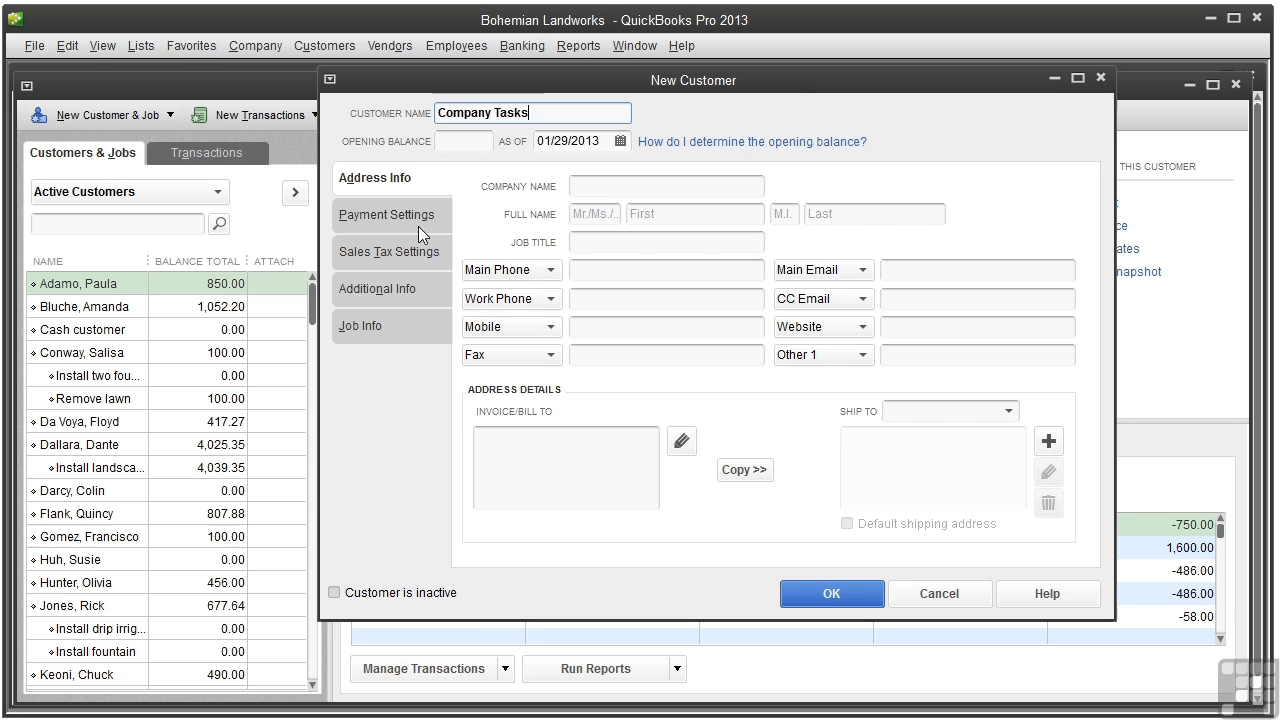 Bohemian Landworks - QuickBooks Pro 2013
File Edit View Lists Favorites Company Customers Vendors Employees Banking Reports Window Help
New Customer
New Customer & Job New Transactions
CUSTOMER NAME Company Tasks
OPENING BALANCE AS OF 01/29/2013 How do I determine the opening balance?
Customers & Jobs Transactions
THIS CUSTOMER
Address Info
Payment Settings
Sales Tax Settings
Additional Info
Job Info
COMPANY NAME
FULL NAME Mr./Ms./.. First M.I. Last
JOB TITLE
Main Phone Main Email
Work Phone CC Email
Mobile Website
Fax Other 1
ADDRESS DETAILS
INVOICE/BILL TO SHIP TO
Copy >>
Default shipping address
Customer is inactive OK Cancel Help
Active Customers
NAME BALANCE TOTAL ATTACH
Adamo, Paula 850.00
Bluche, Amanda 1,052.20
Cash customer 0.00
Conway, Salisa 100.00
Install two fou... 0.00
Remove lawn 100.00
Da Voya, Floyd 417.27
Dallara, Dante 4,025.35
Install landsca... 4,039.35
Darcy, Colin 0.00
Flank, Quincy 807.88
Gomez, Francisco 100.00
Huh, Susie 0.00
Hunter, Olivia 456.00
Jones, Rick 677.64
Install drip irrig... 0.00
Install fountain 0.00
Keoni, Chuck 490.00
t
ce
ates
napshot
-750.00
1,600.00
-486.00
-486.00
-58.00
Manage Transactions Run Reports